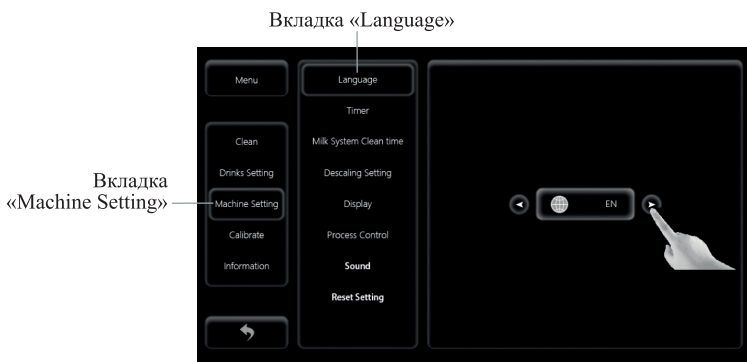 Вкладка «Language»
Menu
Language
Timer
Clean
Milk System Clean time
Drinks Setting
Descaling Setting
Вкладка
«Machine Setting»
Machine Setting
Display
EN
Calibrate
Process Control
Information
Sound
Reset Setting